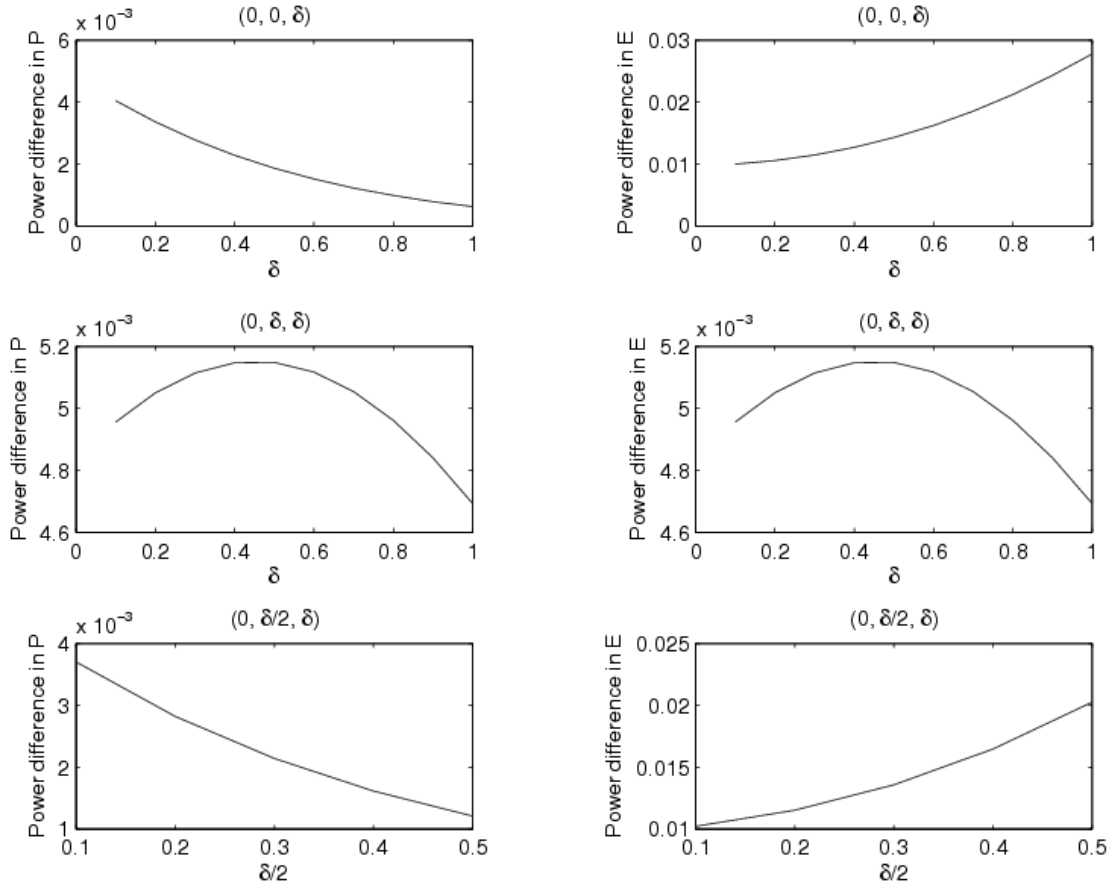 x 10⁻³
(0, 0, δ)
Power difference in P
6
4
2
0
0 0.2 0.4 0.6 0.8 1
δ
(0, 0, δ)
Power difference in E
0.03
0.02
0.01
0
0 0.2 0.4 0.6 0.8 1
δ
x 10⁻³
(0, δ, δ)
Power difference in P
5.2
5
4.8
4.6
0 0.2 0.4 0.6 0.8 1
δ
x 10⁻³
(0, δ, δ)
Power difference in E
5.2
5
4.8
4.6
0 0.2 0.4 0.6 0.8 1
δ
x 10⁻³
(0, δ/2, δ)
Power difference in P
4
3
2
1
0.1 0.2 0.3 0.4 0.5
δ/2
(0, δ/2, δ)
Power difference in E
0.025
0.02
0.015
0.01
0.1 0.2 0.3 0.4 0.5
δ/2